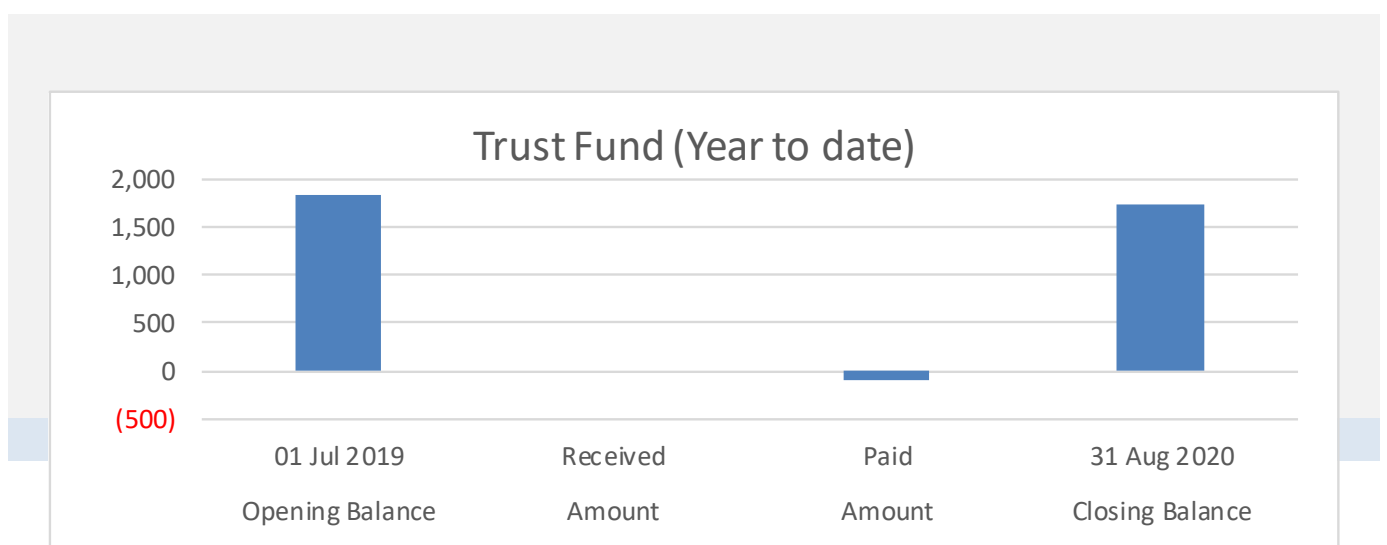 Trust Fund (Year to date)
2,000
1,500
1,000
500
0
(500)
01 Jul 2019 Received Paid 31 Aug 2020
Opening Balance Amount Amount Closing Balance